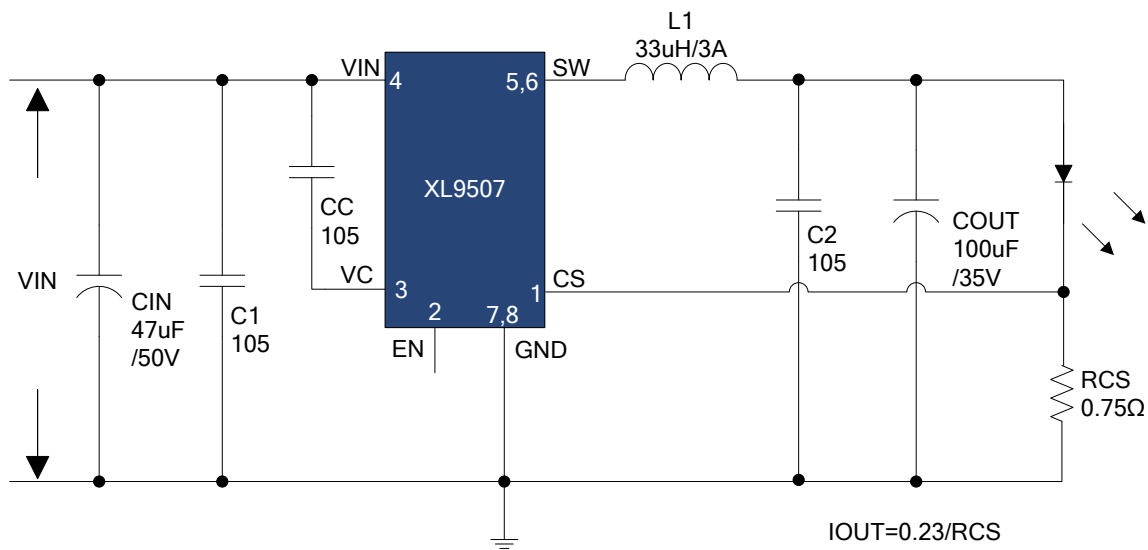 L1
33uH/3A
VIN
4
5,6
SW
XL9507
CC
105
VC
3
1
CS
2
7,8
EN
GND
VIN
CIN
47uF
/50V
C1
105
C2
105
COUT
100uF
/35V
RCS
0.75Ω
IOUT=0.23/RCS